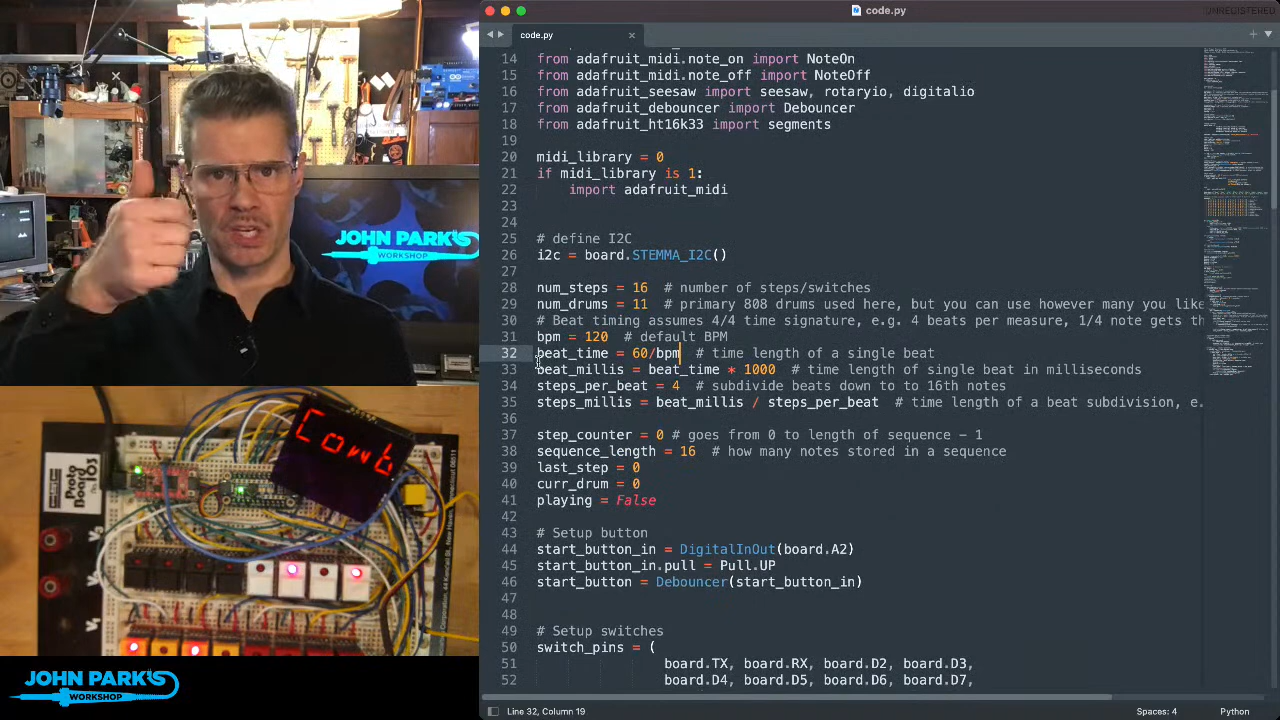 JOHN PARK'S
WORKSHOP
Proto
Board
No.103
V3
V2
V1
Comb
JOHN PARK'S
WORKSHOP
code.py
UNREGISTERED
code.py
14 from adafruit_midi.note_on import NoteOn
15 from adafruit_midi.note_off import NoteOff
16 from adafruit_seesaw import seesaw, rotaryio, digitalio
17 from adafruit_debouncer import Debouncer
18 from adafruit_ht16k33 import segments
19
20 midi_library = 0
21 if midi_library is 1:
22 import adafruit_midi
23
24
25 # define I2C
26 i2c = board.STEMMA_I2C()
27
28 num_steps = 16 # number of steps/switches
29 num_drums = 11 # primary 808 drums used here, but you can use however many you like
30 # Beat timing assumes 4/4 time signature, e.g. 4 beats per measure, 1/4 note gets th
31 bpm = 120 # default BPM
32 beat_time = 60/bpm # time length of a single beat
33 beat_millis = beat_time * 1000 # time length of single beat in milliseconds
34 steps_per_beat = 4 # subdivide beats down to to 16th notes
35 steps_millis = beat_millis / steps_per_beat # time length of a beat subdivision, e.
36
37 step_counter = 0 # goes from 0 to length of sequence - 1
38 sequence_length = 16 # how many notes stored in a sequence
39 last_step = 0
40 curr_drum = 0
41 playing = False
42
43 # Setup button
44 start_button_in = DigitalInOut(board.A2)
45 start_button_in.pull = Pull.UP
46 start_button = Debouncer(start_button_in)
47
48
49 # Setup switches
50 switch_pins = (
51 board.TX, board.RX, board.D2, board.D3,
52 board.D4, board.D5, board.D6, board.D7,
Line 32, Column 19
Spaces: 4
Python